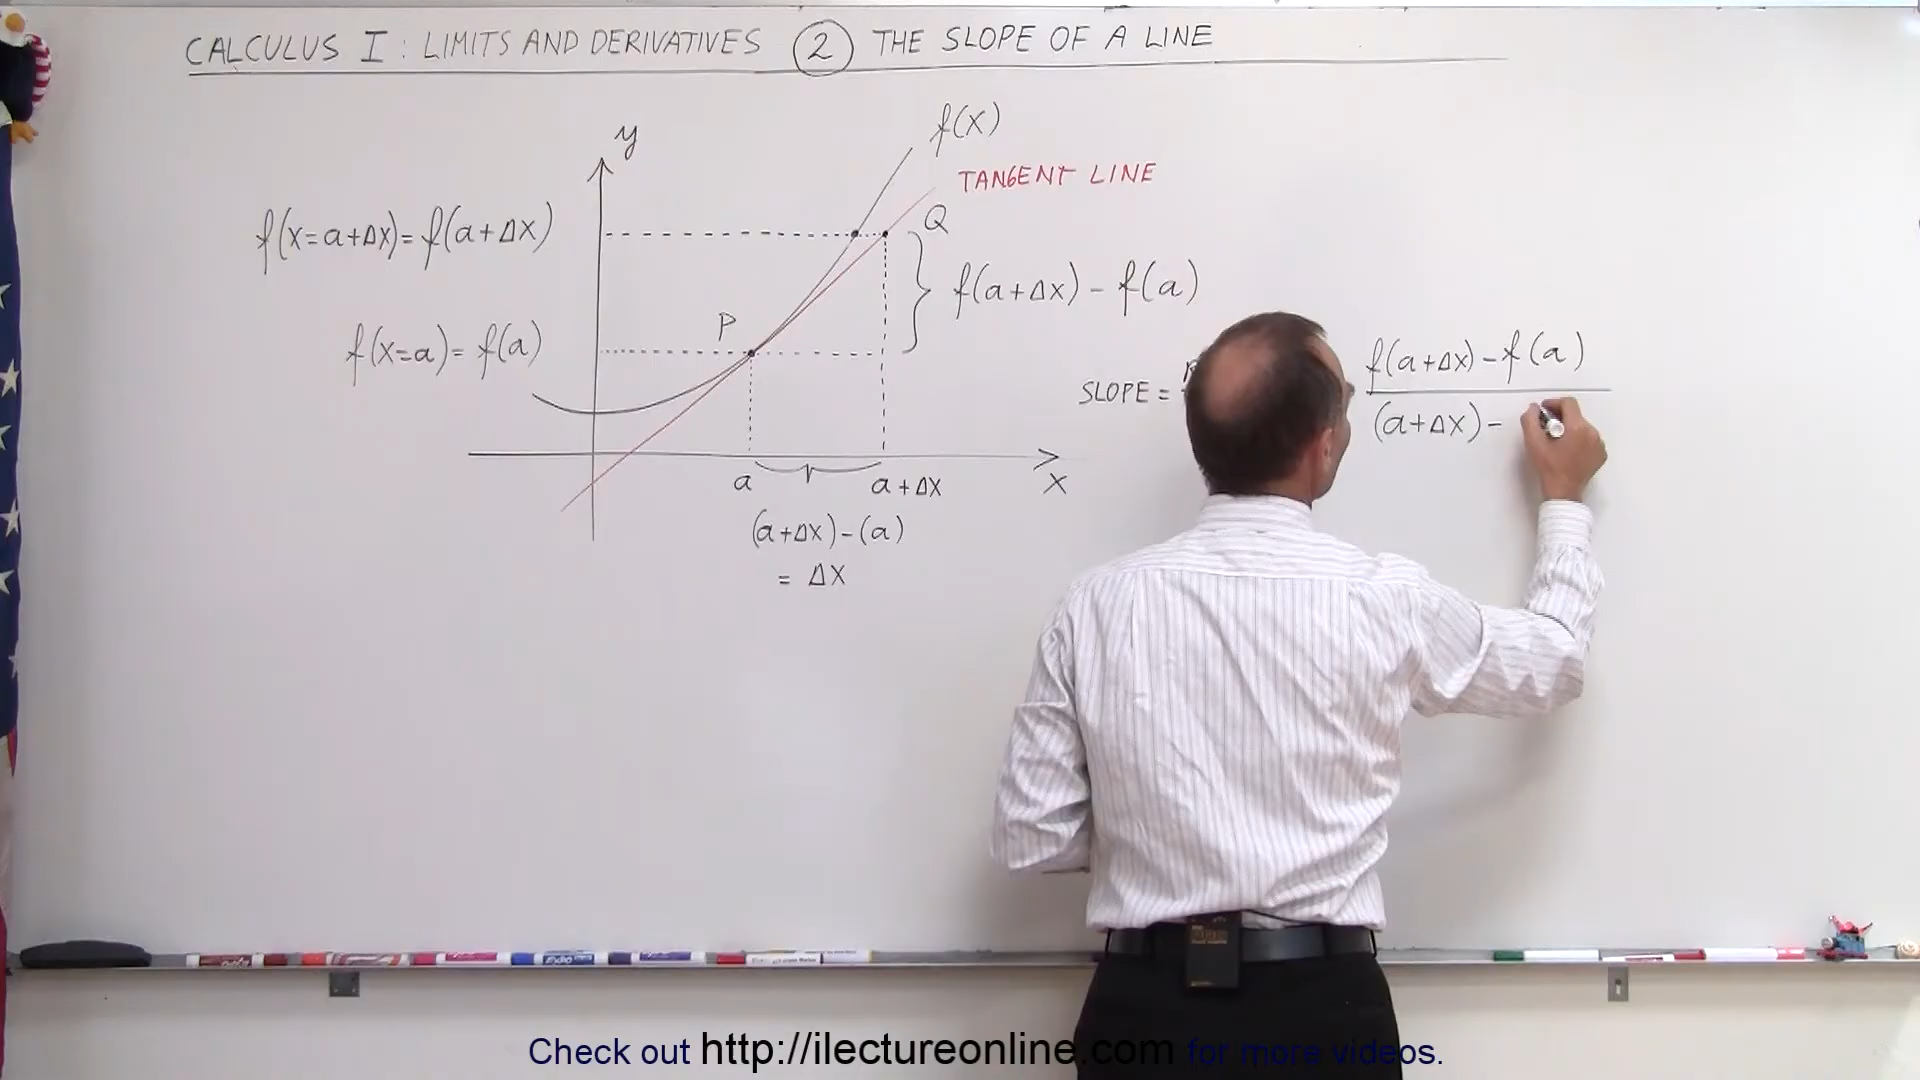 CALCULUS I: LIMITS AND DERIVATIVES 2 THE SLOPE OF A LINE
y
f(x)
TANGENT LINE
f(x=a+Δx)=f(a+Δx)
Q
f(a+Δx)-f(a)
P
f(x=a)=f(a)
SLOPE =
f(a+Δx)-f(a)
(a+Δx)-
a
a+Δx
x
(a+Δx)-(a)
= Δx
Check out http://ilectureonline.com for more videos.